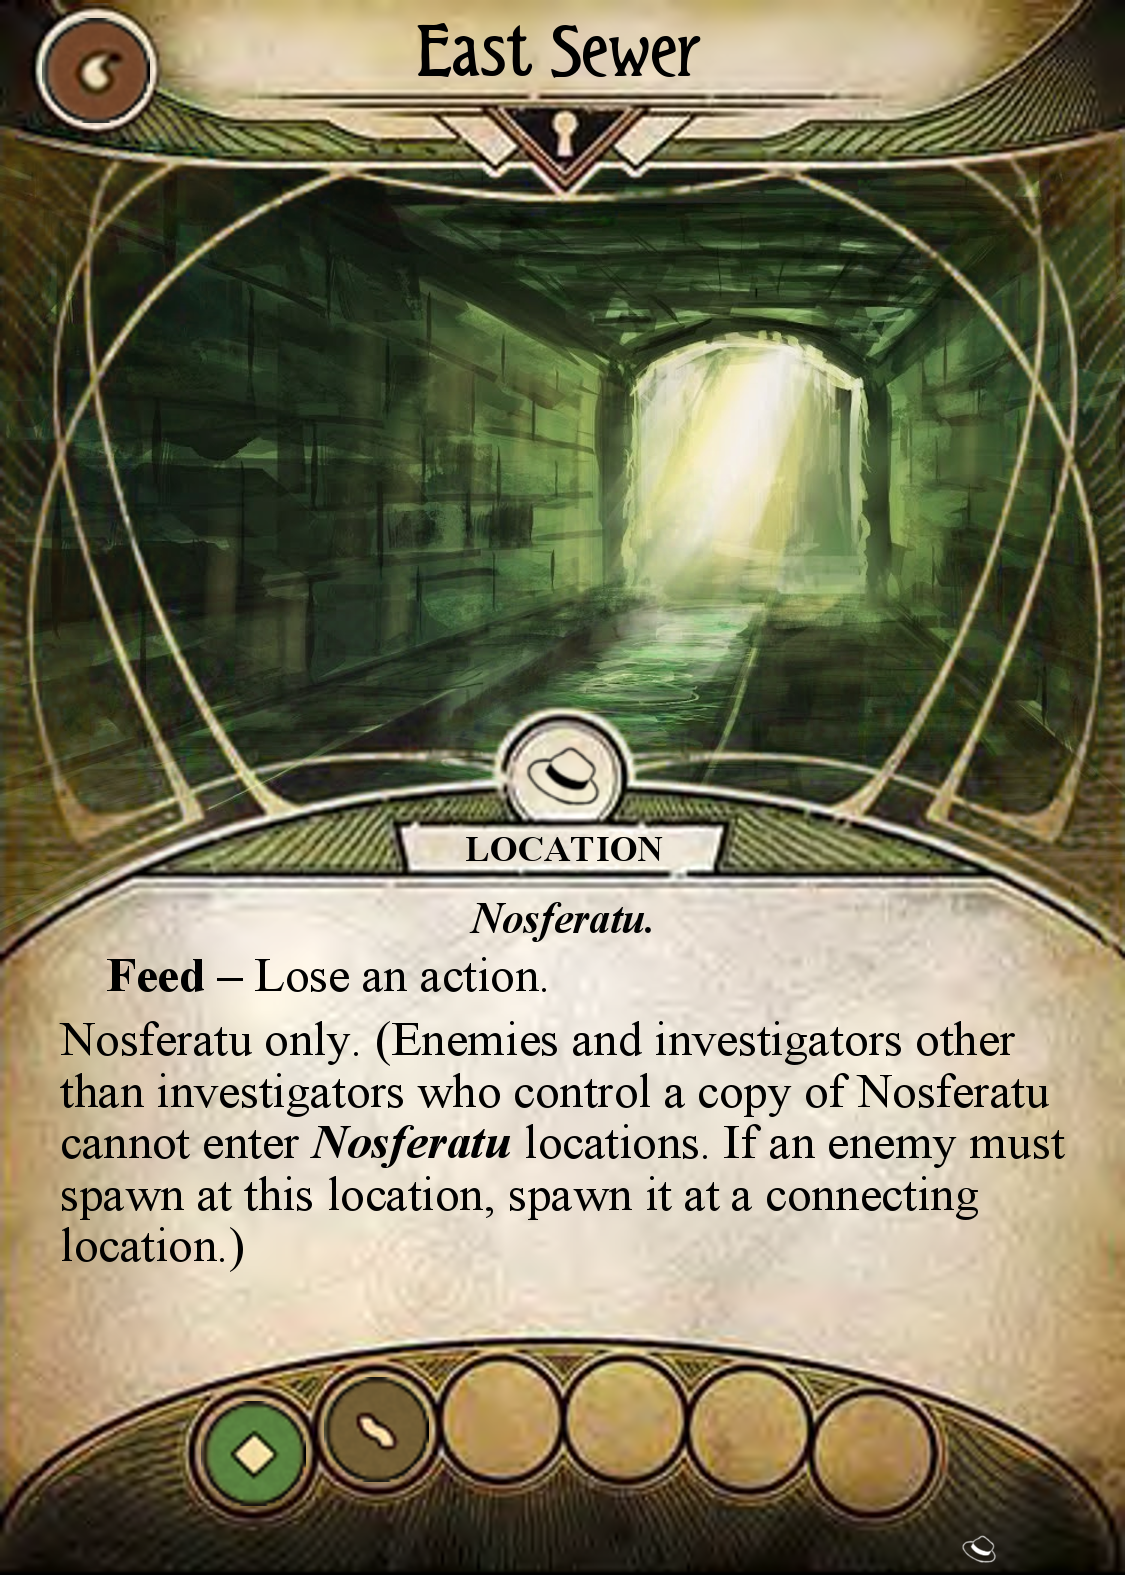 East Sewer
LOCATION
Nosferatu.
Feed – Lose an action.
Nosferatu only. (Enemies and investigators other
than investigators who control a copy of Nosferatu
cannot enter Nosferatu locations. If an enemy must
spawn at this location, spawn it at a connecting
location.)